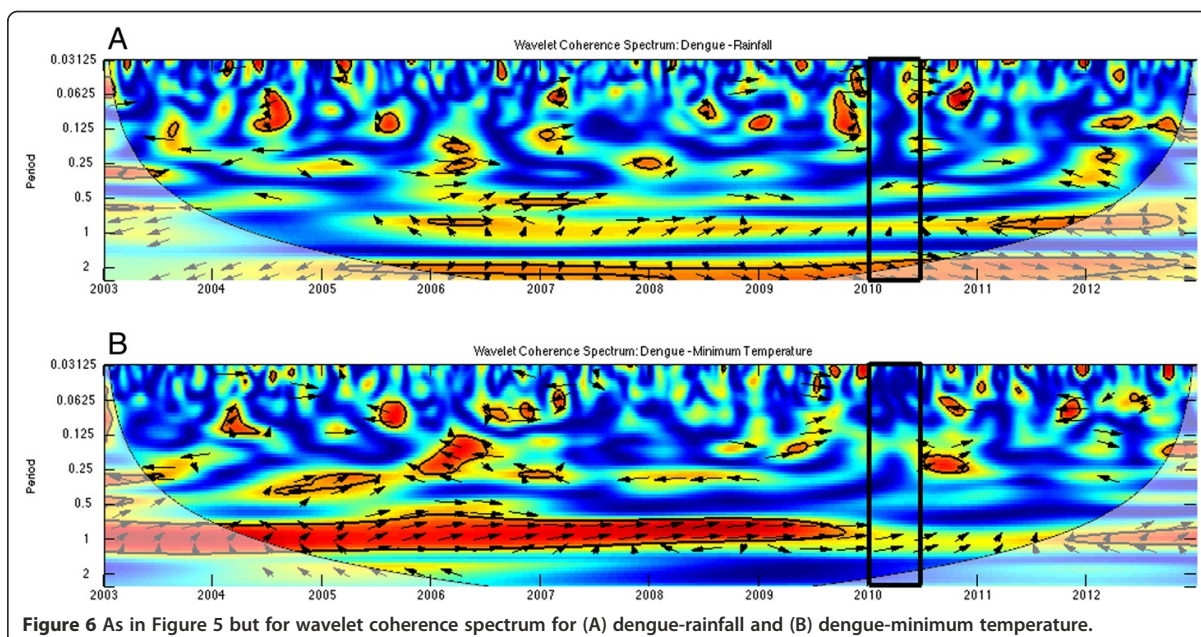 A
Wavelet Coherence Spectrum: Dengue -Rainfall
Period
0.03125
0.0625
0.125
0.25
0.5
1
2
2003 2004 2005 2006 2007 2008 2009 2010 2011 2012
B
Wavelet Coherence Spectrum: Dengue -Minimum Temperature
Period
0.03125
0.0625
0.125
0.25
0.5
1
2
2003 2004 2005 2006 2007 2008 2009 2010 2011 2012
Figure 6 As in Figure 5 but for wavelet coherence spectrum for (A) dengue-rainfall and (B) dengue-minimum temperature.